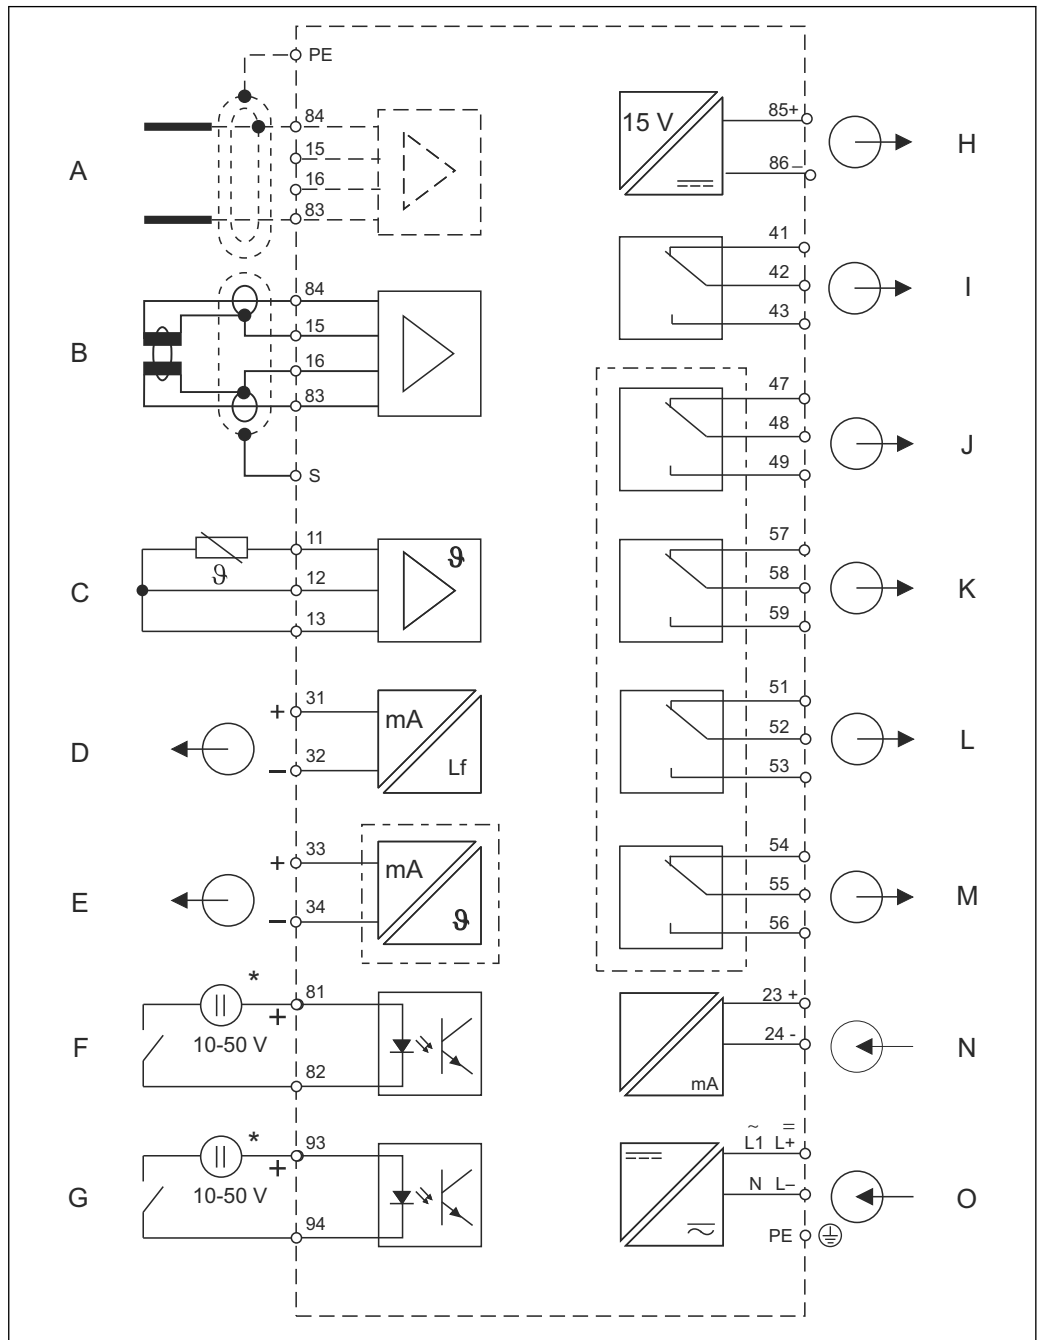 PE
A
84
15
16
83
B
84
15
16
83
S
C
ϑ
11
12
13
ϑ
D
+ 31
– 32
mA
Lf
E
+ 33
– 34
mA
ϑ
F
* 81
+
10-50 V
82
G
* 93
+
10-50 V
94
15 V
85+
86–
H
41
42
43
I
47
48
49
J
57
58
59
K
51
52
53
L
54
55
56
M
23 +
24 -
mA
N
~ =
L1 L+
N L–
PE
O